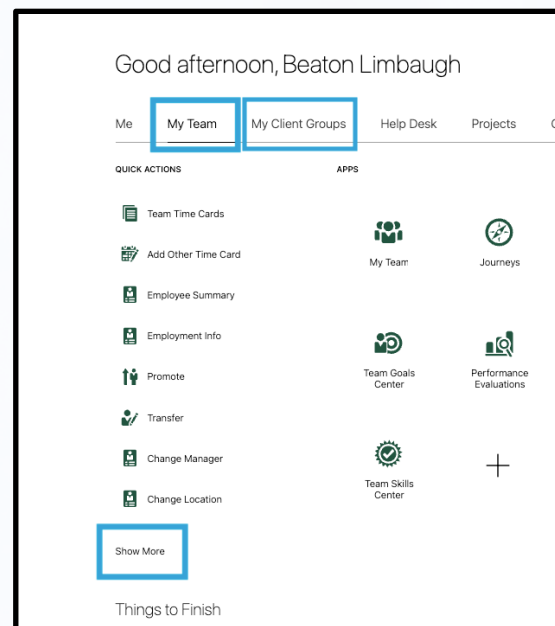 Good afternoon, Beaton Limbaugh
Me My Team My Client Groups Help Desk Projects
QUICK ACTIONS
APPS
Team Time Cards
Add Other Time Card
Employee Summary
Employment Info
Promote
Transfer
Change Manager
Change Location
Show More
My Team
Journeys
Team Goals
Center
Performance
Evaluations
Team Skills
Center
Things to Finish